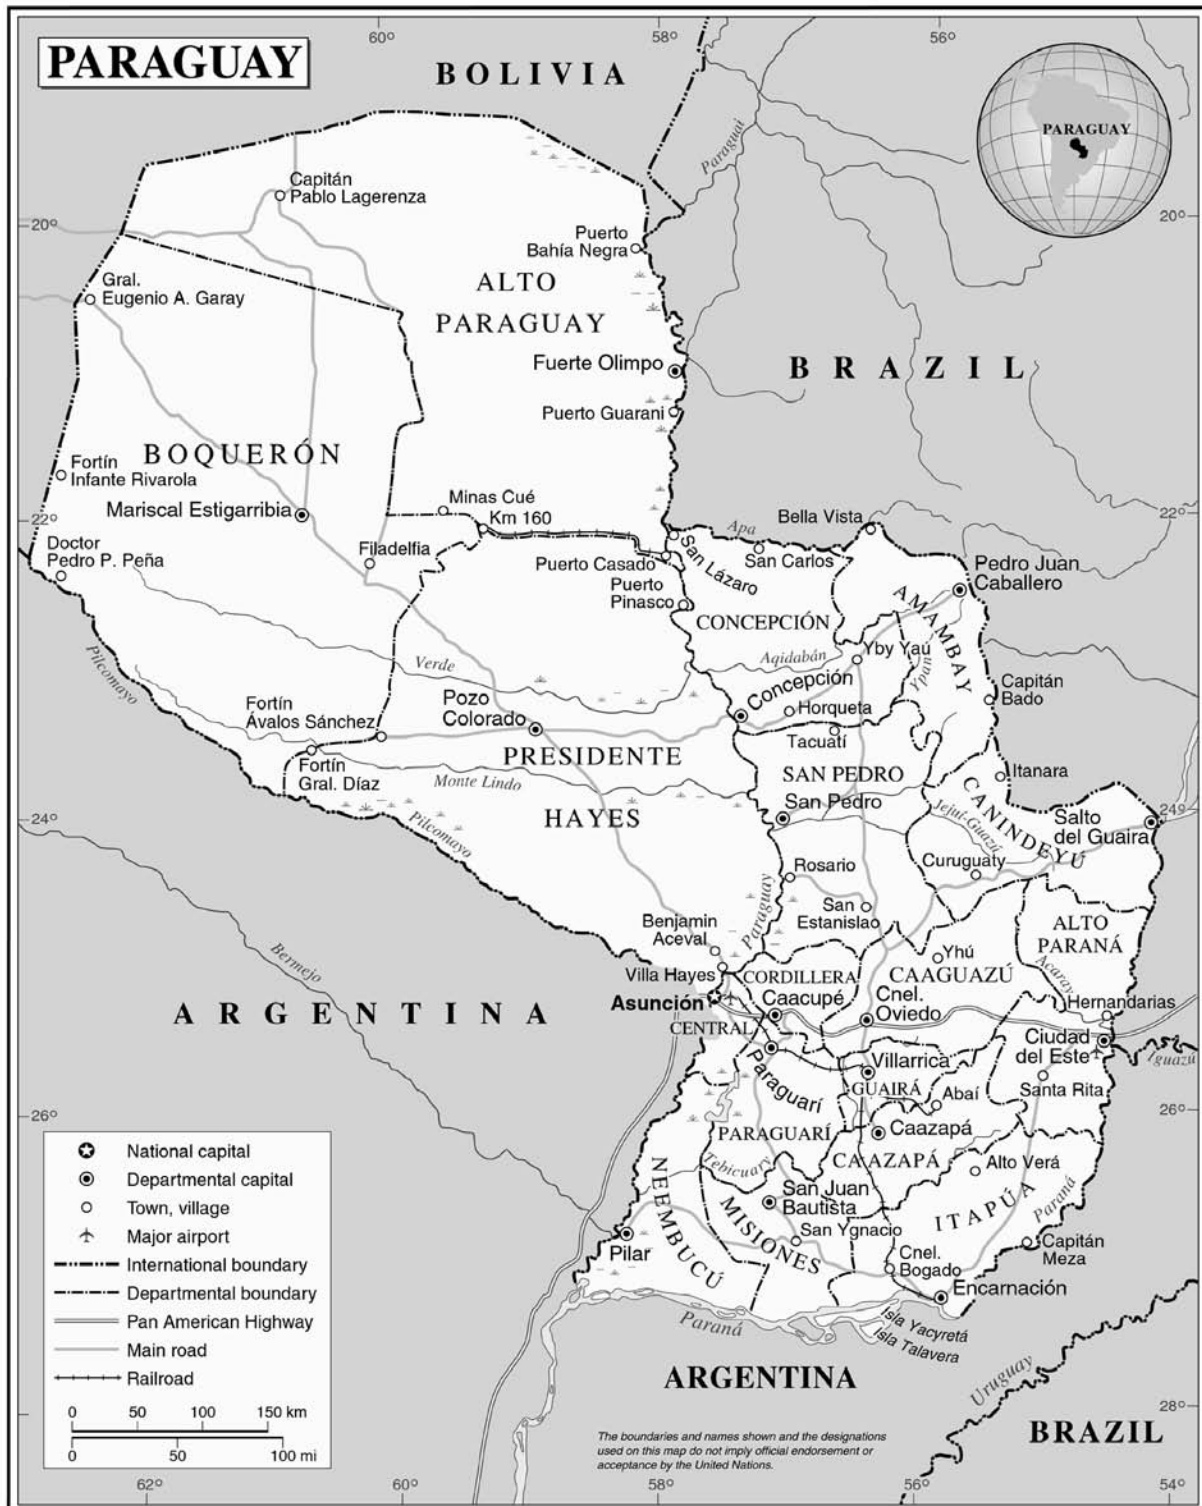 PARAGUAY
60°
58°
56°
BOLIVIA
PARAGUAY
Paraguai
Capitán
Pablo Lagerenza
20°
20°
Puerto
Bahía Negra
Gral.
Eugenio A. Garay
ALTO
PARAGUAY
BRAZIL
Fuerte Olimpo
Puerto Guarani
BOQUERÓN
Fortín
Infante Rivarola
Mariscal Estigarribia
Minas Cué
Km 160
22°
22°
Apa
Bella Vista
Doctor
Pedro P. Peña
Filadelfia
Puerto Casado
San Lázaro
San Carlos
Pedro Juan
Caballero
Puerto
Pinasco
CONCEPCIÓN
AMAMBAY
Pilcomayo
Verde
Aqidabán
Yby Yaú
Ypan
Capitán
Bado
Fortín
Ávalos Sánchez
Pozo
Colorado
Concepción
Horqueta
Tacuatí
Fortín
Gral. Díaz
PRESIDENTE
HAYES
Monte Lindo
SAN PEDRO
San Pedro
Itanara
24°
24°
Pilcomayo
Jejuí-Guazú
CANINDEYÚ
Salto
del Guaira
Rosario
Curuguaty
Paraguay
San
Estanislao
Benjamin
Aceval
Bermejo
ALTO
PARANÁ
Yhú
Villa Hayes
CORDILLERA
CAAGUAZÚ
Acaray
ARGENTINA
Asunción
Caacupé
Cnel.
Oviedo
Hernandarias
CENTRAL
Ciudad
del Este
Iguazú
Paraguarí
Villarrica
GUAIRÁ
Abaí
Santa Rita
26°
26°
PARAGUARÍ
Caazapá
CAAZAPÁ
Tebicuary
Alto Verá
NEEMBUCÚ
San Juan
Bautista
MISIONES
San Ygnacio
ITAPÚA
Paraná
Pilar
Cnel.
Bogado
Capitán
Meza
Encarnación
Paraná
Isla Yacyretá
Isla Talavera
ARGENTINA
Uruguay
28°
BRAZIL
National capital
Departmental capital
Town, village
Major airport
International boundary
Departmental boundary
Pan American Highway
Main road
Railroad
0 50 100 150 km
0 50 100 mi
The boundaries and names shown and the designations
used on this map do not imply official endorsement or
acceptance by the United Nations.
62°
60°
58°
56°
54°